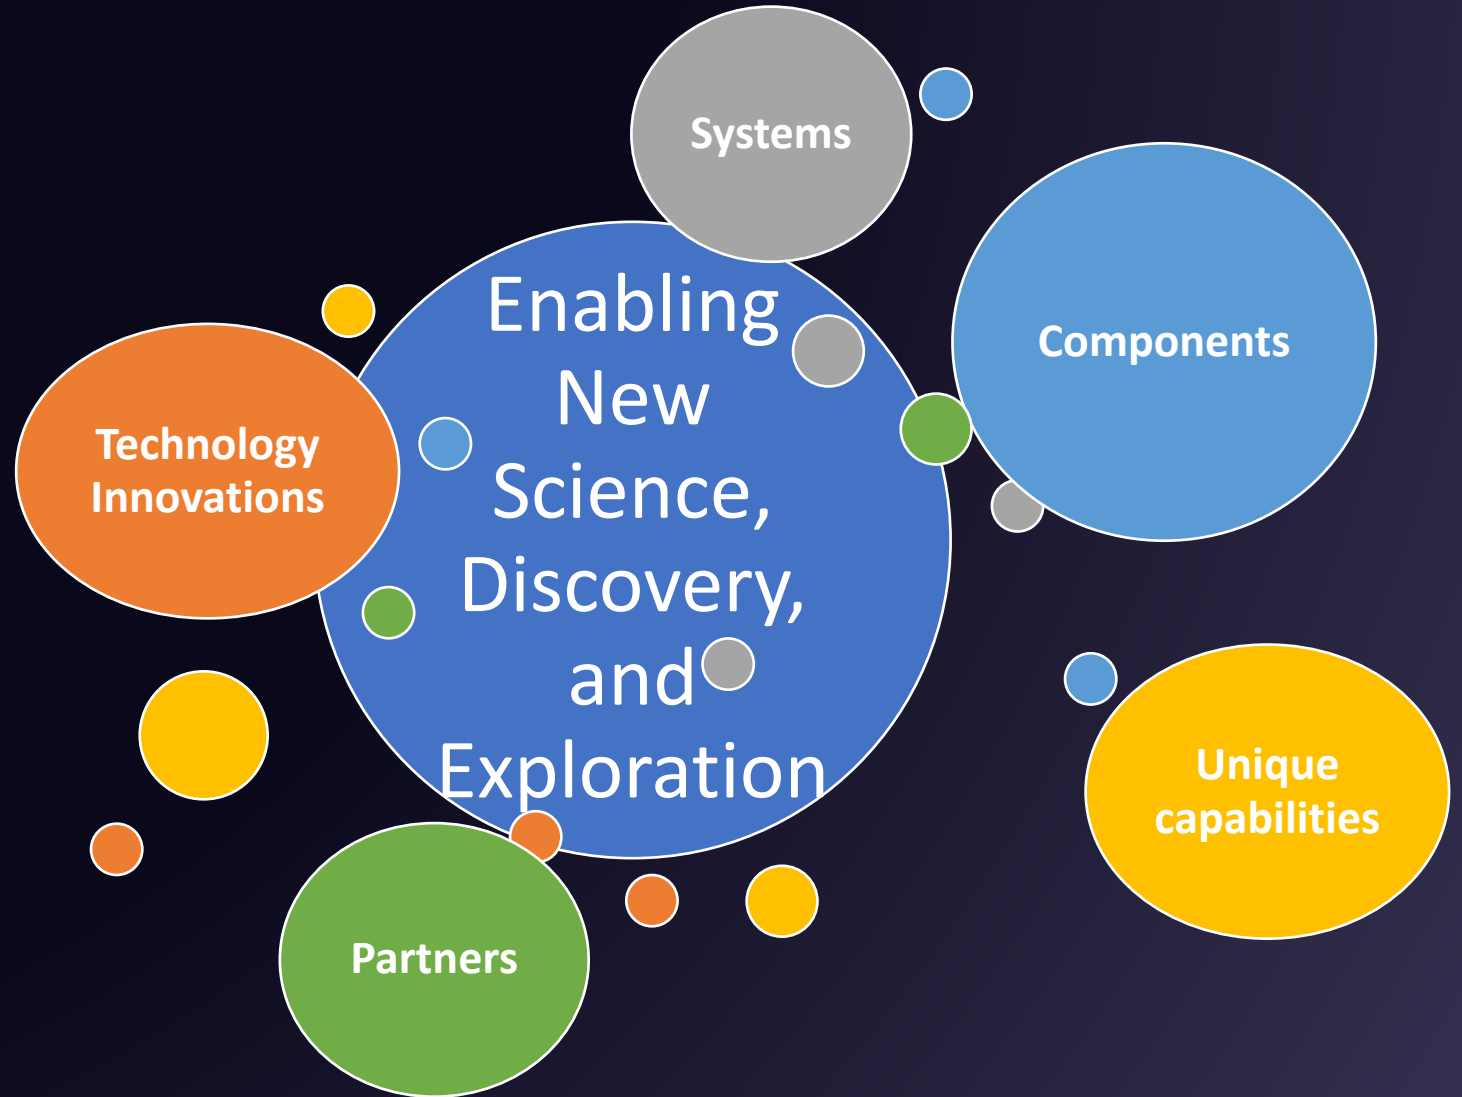 Systems
Components
Enabling
New
Science,
Discovery,
and
Exploration
Technology
Innovations
Unique
capabilities
Partners